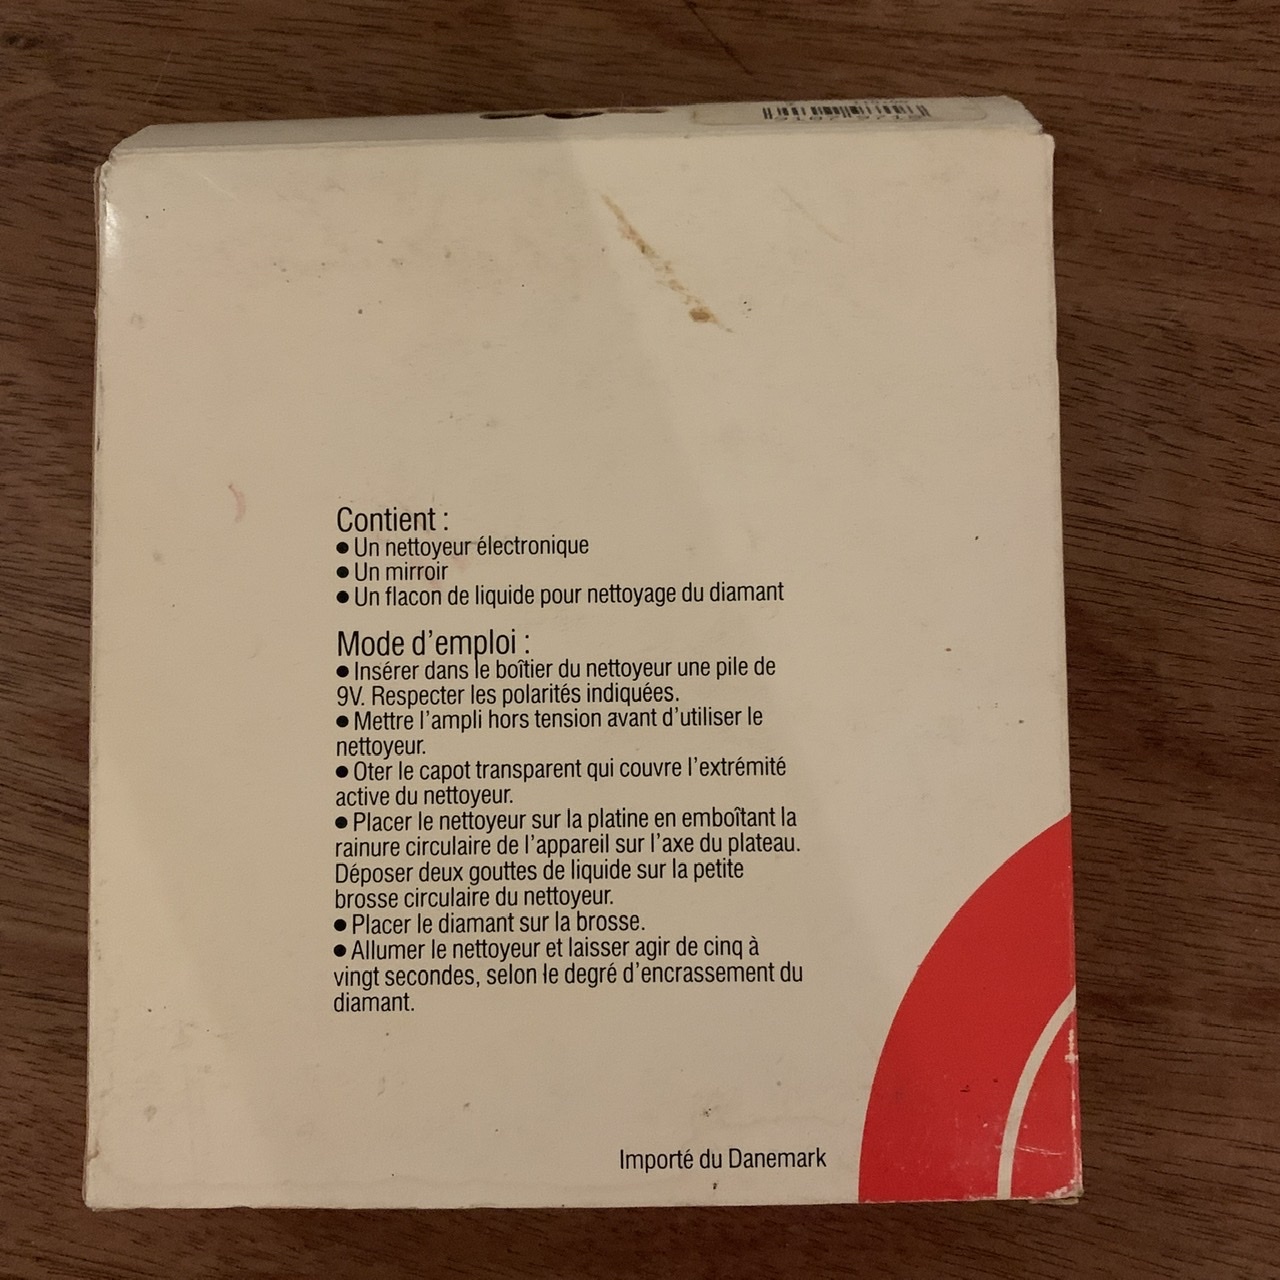 Contient :
● Un nettoyeur électronique
● Un mirroir
● Un flacon de liquide pour nettoyage du diamant
Mode d'emploi :
● Insérer dans le boîtier du nettoyeur une pile de
9V. Respecter les polarités indiquées.
● Mettre l'ampli hors tension avant d'utiliser le
nettoyeur.
● Oter le capot transparent qui couvre l'extrémité
active du nettoyeur.
● Placer le nettoyeur sur la platine en emboîtant la
rainure circulaire de l'appareil sur l'axe du plateau.
Déposer deux gouttes de liquide sur la petite
brosse circulaire du nettoyeur.
● Placer le diamant sur la brosse.
● Allumer le nettoyeur et laisser agir de cinq à
vingt secondes, selon le degré d'encrassement du
diamant.
Importé du Danemark